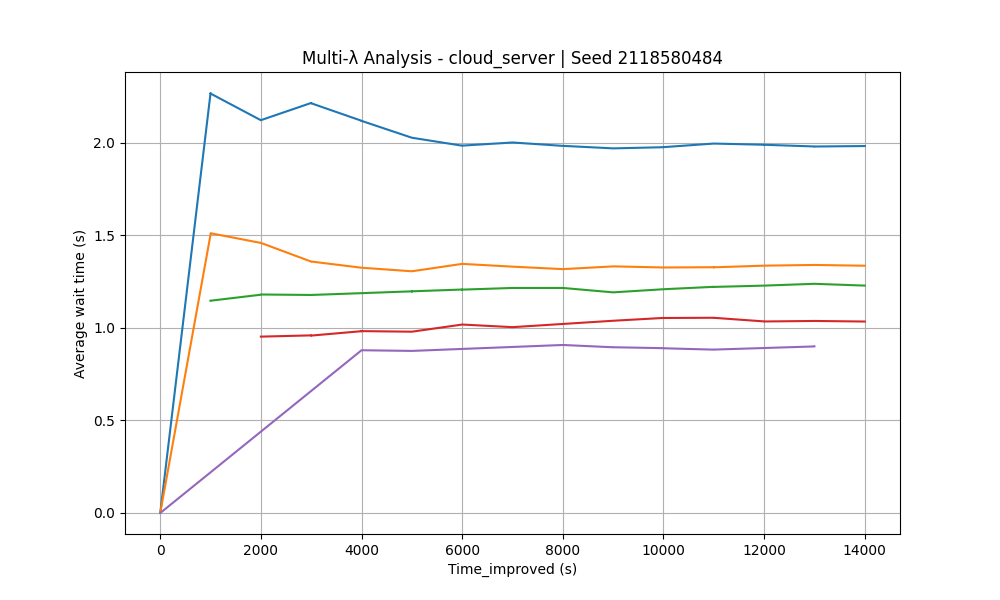 Multi-λ Analysis - cloud_server | Seed 2118580484
Average wait time (s)
2.0
1.5
1.0
0.5
0.0
0 2000 4000 6000 8000 10000 12000 14000
Time_improved (s)